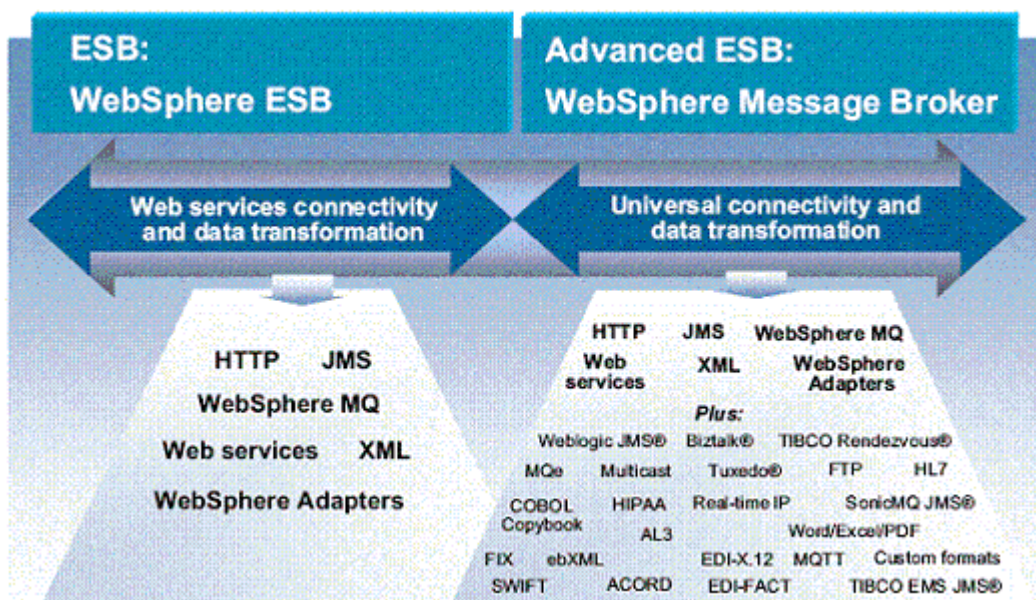 ESB:
WebSphere ESB
Advanced ESB:
WebSphere Message Broker
Web services connectivity
and data transformation
Universal connectivity and
data transformation
HTTP JMS
WebSphere MQ
Web services XML
WebSphere Adapters
HTTP JMS WebSphere MQ
Web services XML WebSphere Adapters
Plus:
Weblogic JMS® Biztalk® TIBCO Rendezvous®
MQe Multicast Tuxedo® FTP HL7
COBOL Copybook HIPAA Real-time IP SonicMQ JMS®
AL3 Word/Excel/PDF
FIX ebXML EDI-X.12 MQTT Custom formats
SWIFT ACORD EDI-FACT TIBCO EMS JMS®